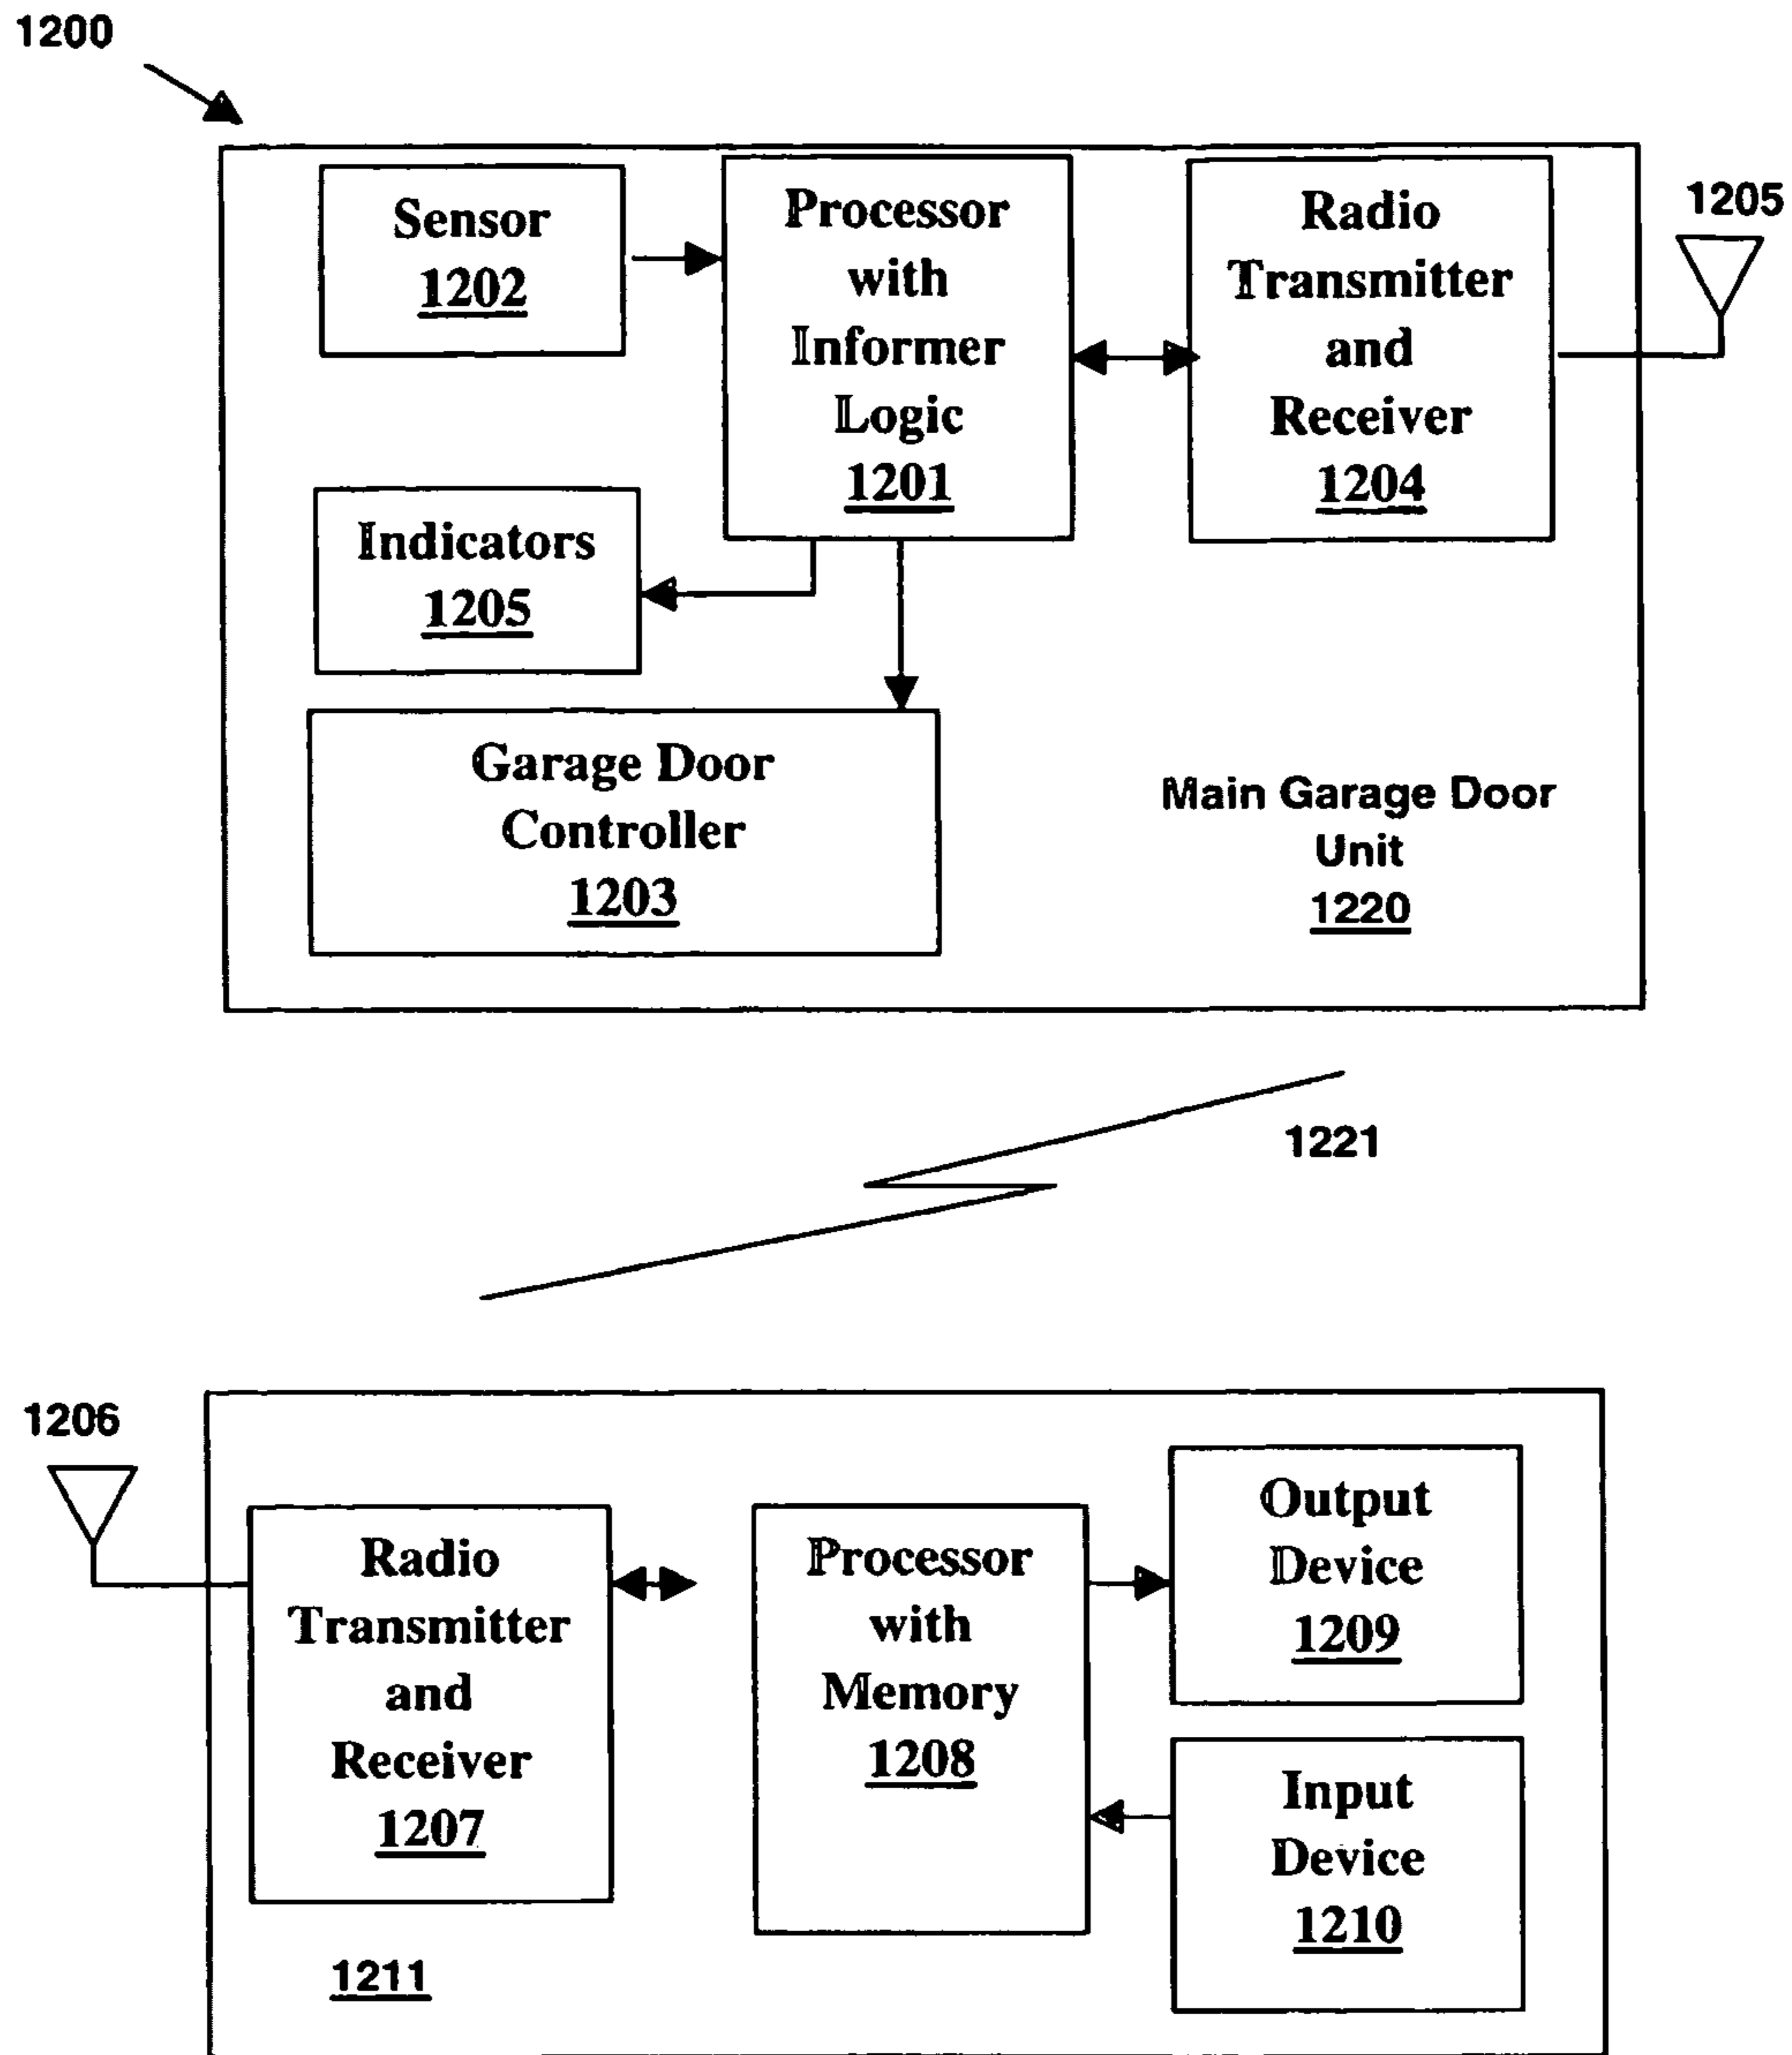 1200
Sensor
1202
Processor
with
Informer
Logic
1201
Radio
Transmitter
and
Receiver
1204
1205
Indicators
1205
Garage Door
Controller
1203
Main Garage Door
Unit
1220
1221
1206
Radio
Transmitter
and
Receiver
1207
Processor
with
Memory
1208
Output
Device
1209
Input
Device
1210
1211